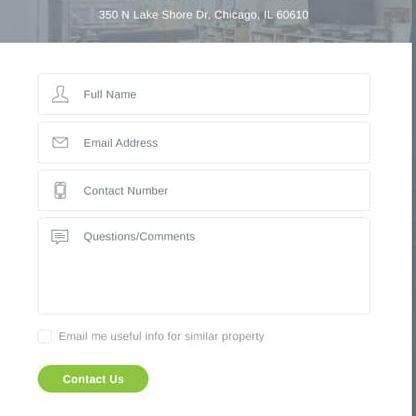 350 N Lake Shore Dr, Chicago, IL 60610
Full Name
Email Address
Contact Number
Questions/Comments
Email me useful info for similar property
Contact Us